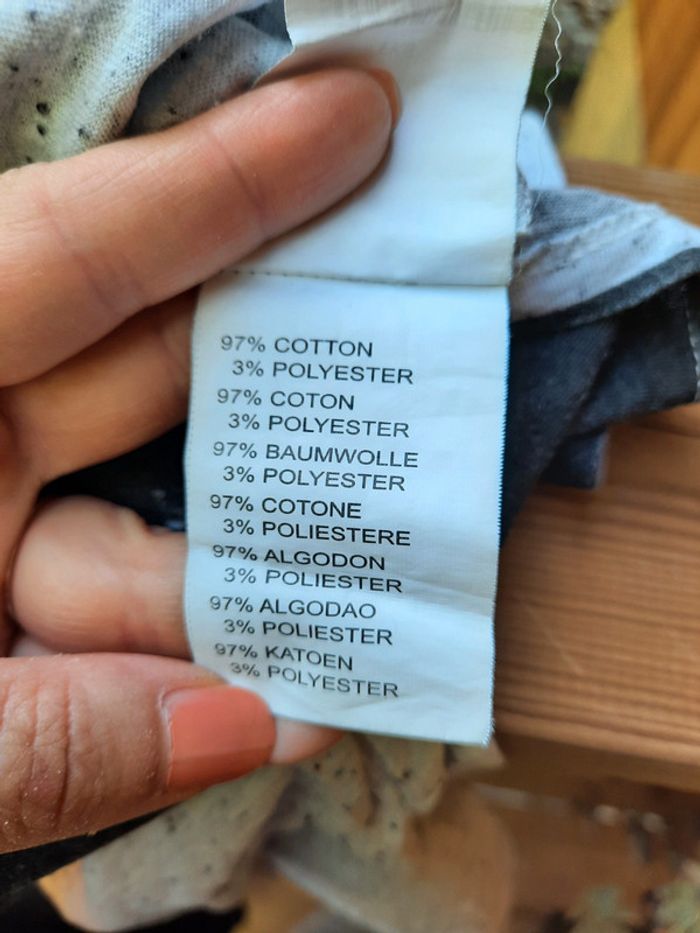 97% COTTON
3% POLYESTER
97% COTON
3% POLYESTER
97% BAUMWOLLE
3% POLYESTER
97% COTONE
3% POLIESTERE
97% ALGODON
3% POLIESTER
97% ALGODAO
3% POLIESTER
97% KATOEN
3% POLYESTER